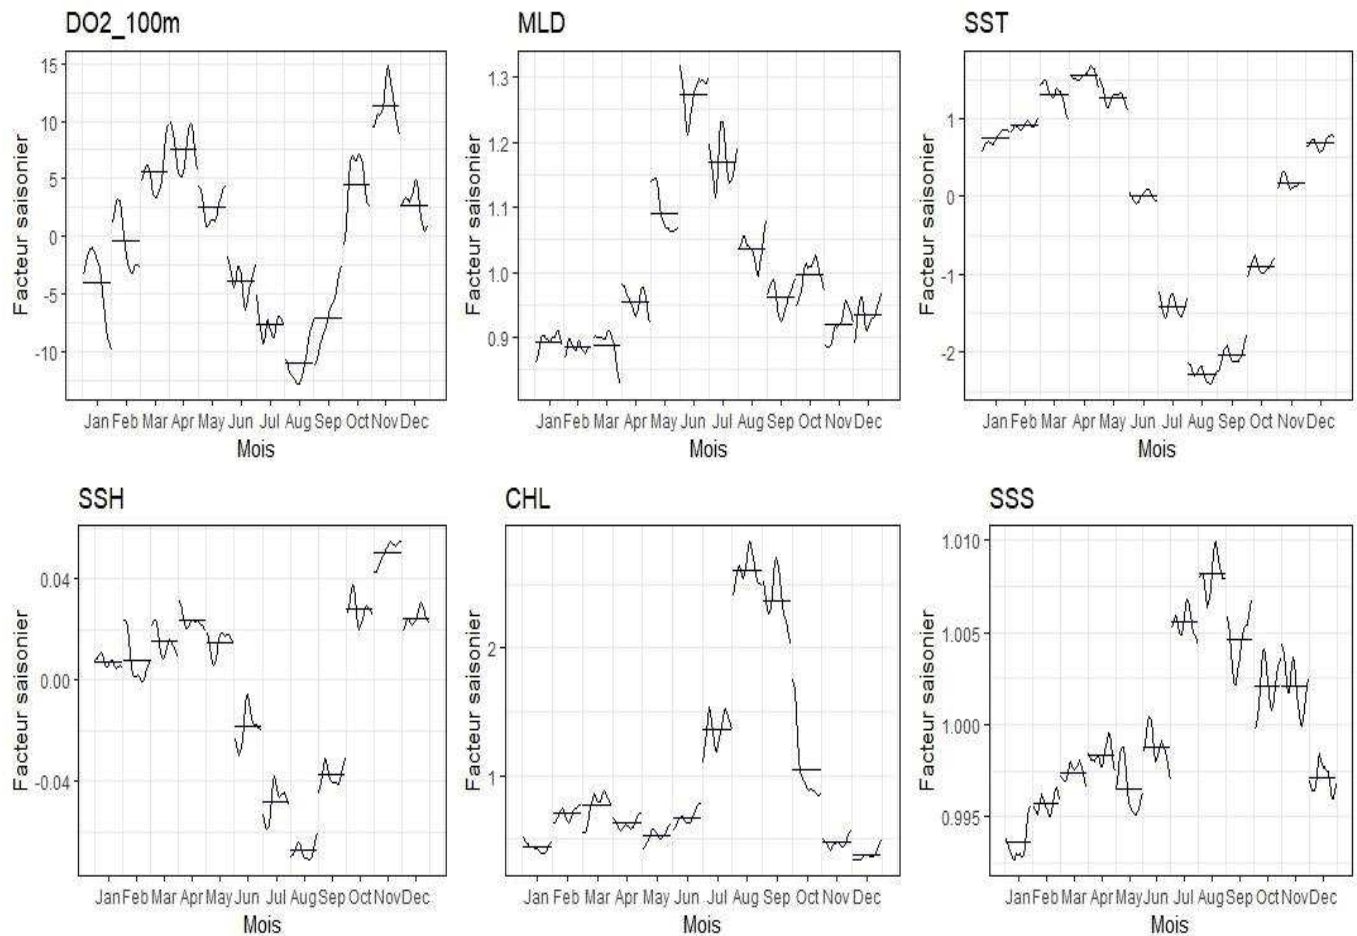 DO2_100m
15
10
5
0
-5
-10
Facteur saisonier
Jan Feb Mar Apr May Jun Jul Aug Sep Oct Nov Dec
Mois
MLD
1.3
1.2
1.1
1.0
0.9
Facteur saisonier
Jan Feb Mar Apr May Jun Jul Aug Sep Oct Nov Dec
Mois
SST
1
0
-1
-2
Facteur saisonier
Jan Feb Mar Apr May Jun Jul Aug Sep Oct Nov Dec
Mois
SSH
0.04
0.00
-0.04
Facteur saisonier
Jan Feb Mar Apr May Jun Jul Aug Sep Oct Nov Dec
Mois
CHL
2
1
Facteur saisonier
Jan Feb Mar Apr May Jun Jul Aug Sep Oct Nov Dec
Mois
SSS
1.010
1.005
1.000
0.995
Facteur saisonier
Jan Feb Mar Apr May Jun Jul Aug Sep Oct Nov Dec
Mois